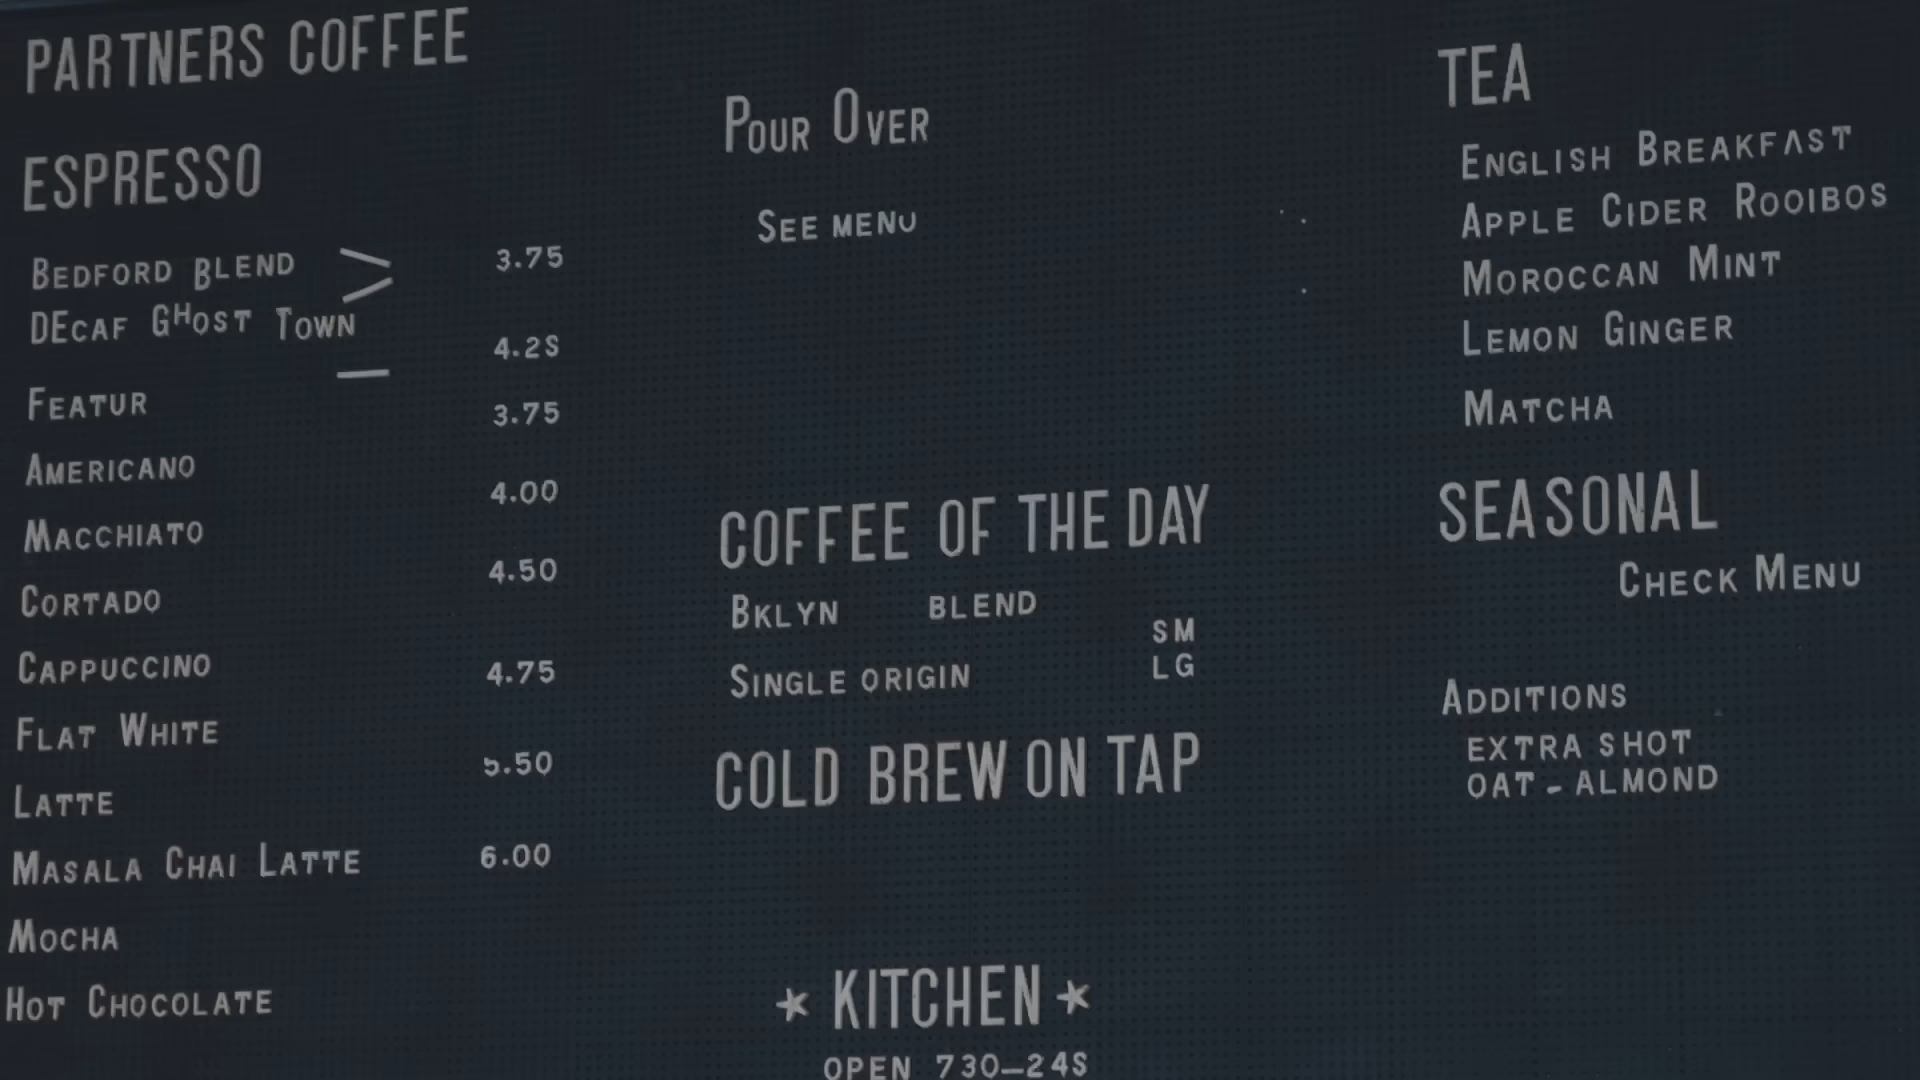 PARTNERS COFFEE
ESPRESSO
BEDFORD BLEND > 3.75
DECAF GHOST TOWN
— 4.2S
FEATUR 3.75
AMERICANO
4.00
MACCHIATO
4.50
CORTADO
CAPPUCCINO 4.75
FLAT WHITE
5.50
LATTE
MASALA CHAI LATTE 6.00
MOCHA
HOT CHOCOLATE
POUR OVER
SEE MENU
COFFEE OF THE DAY
BKLYN BLEND
SM
SINGLE ORIGIN LG
COLD BREW ON TAP
★ KITCHEN ★
OPEN 730–24S
TEA
ENGLISH BREAKFAST
APPLE CIDER ROOIBOS
MOROCCAN MINT
LEMON GINGER
MATCHA
SEASONAL
CHECK MENU
ADDITIONS
EXTRA SHOT
OAT - ALMOND